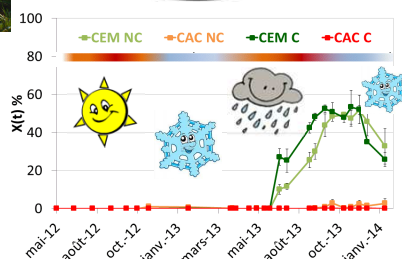 100
CEM NC CAC NC CEM C CAC C
80
60
40
20
0
X(t) %
mai-12 août-12 oct.-12 janv.-13 mars-13 mai-13 août-13 oct.-13 janv.-14